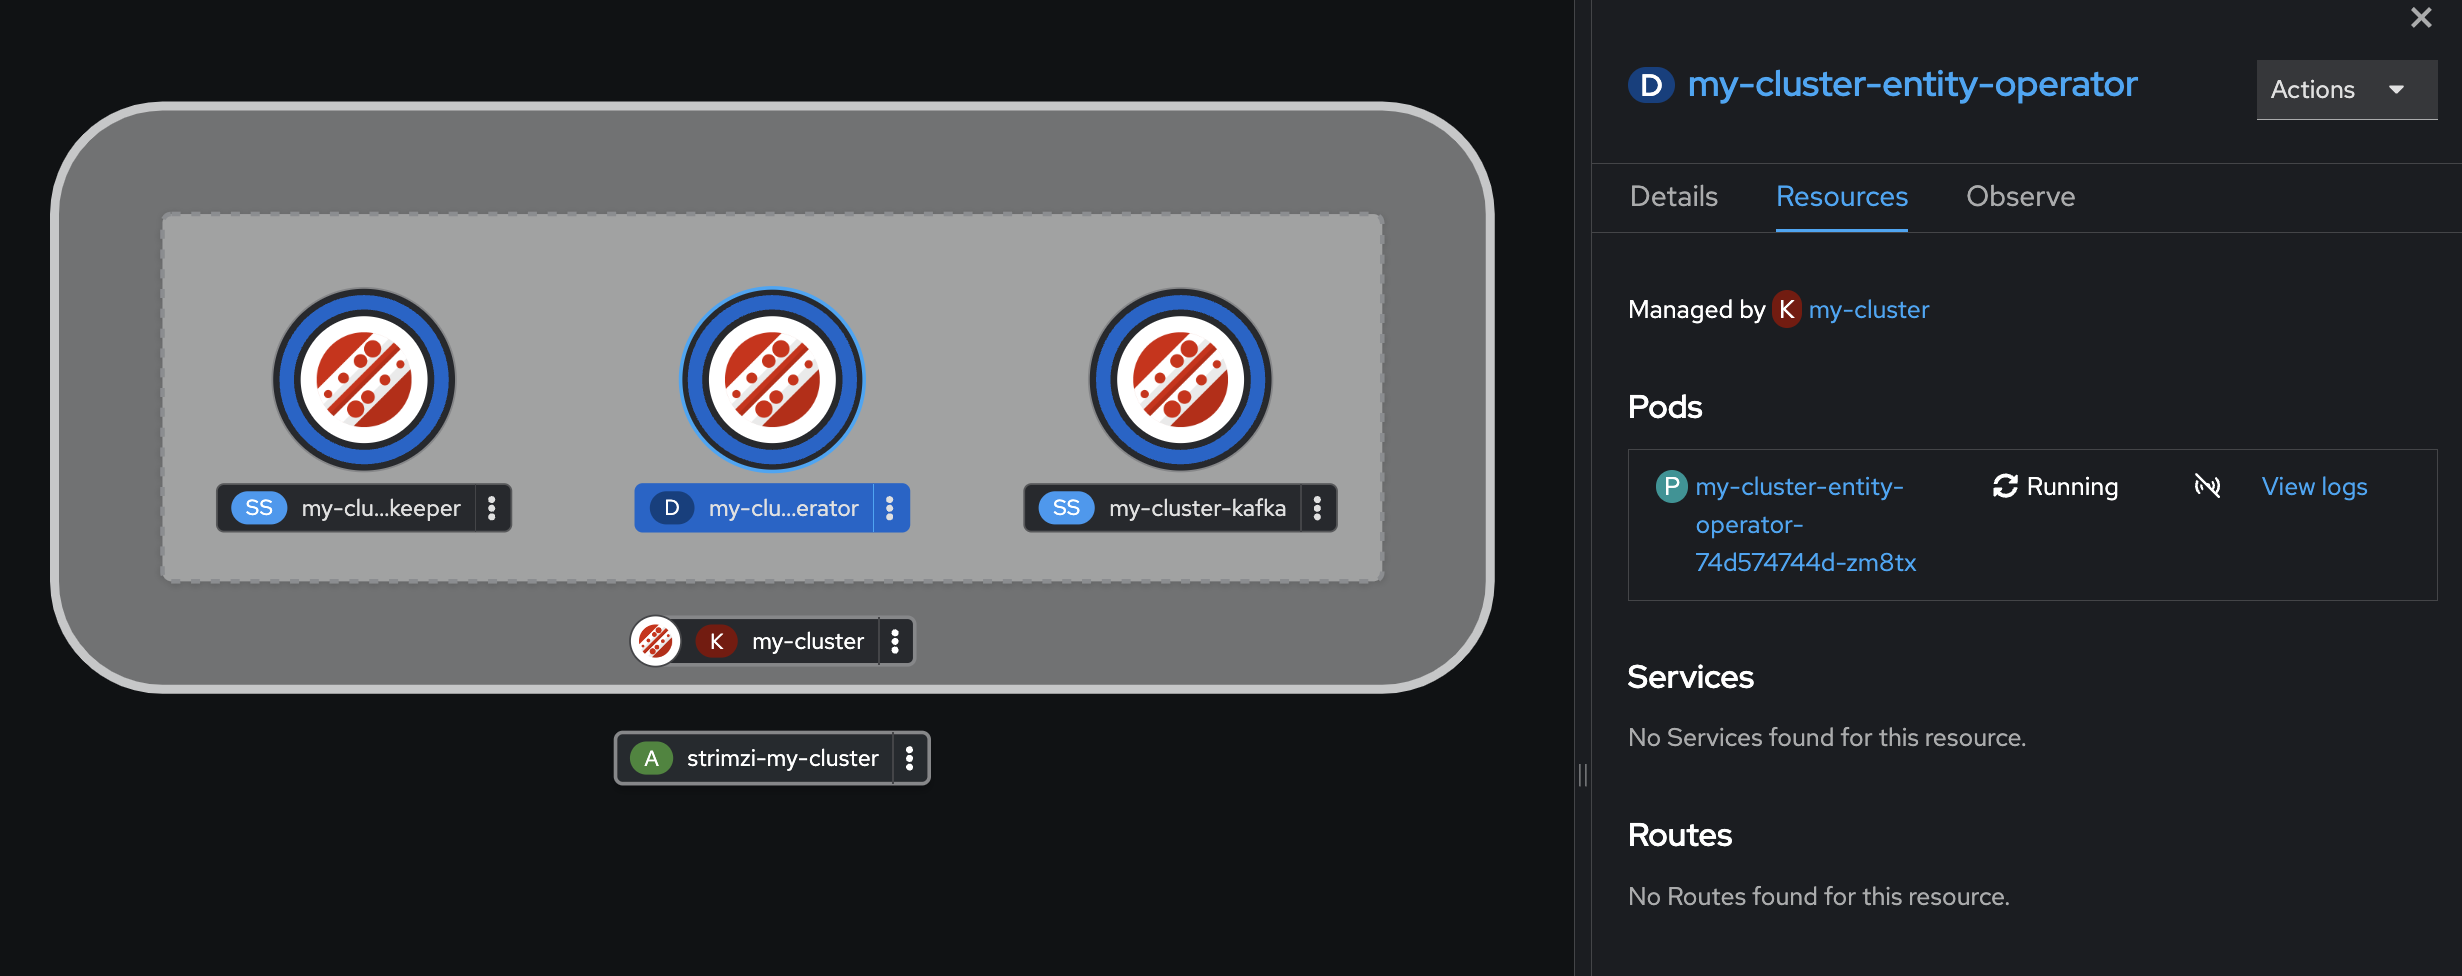 SS my-clu...keeper
D my-clu...erator
SS my-cluster-kafka
K my-cluster
A strimzi-my-cluster
D my-cluster-entity-operator
Actions
Details Resources Observe
Managed by K my-cluster
Pods
P my-cluster-entity- Running View logs
operator-
74d574744d-zm8tx
Services
No Services found for this resource.
Routes
No Routes found for this resource.